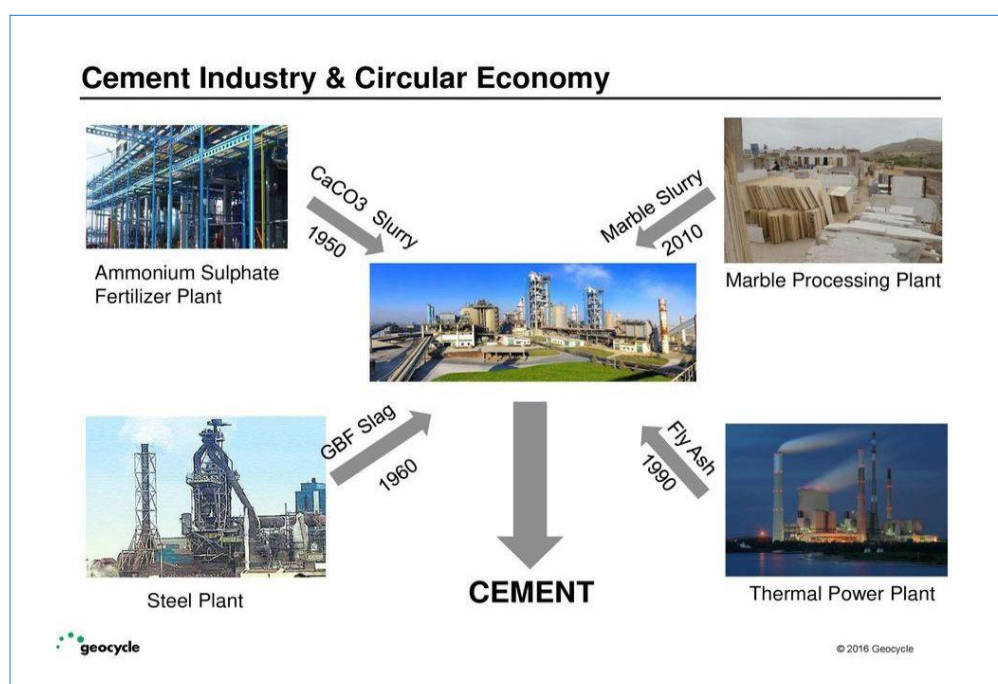 Cement Industry & Circular Economy
CaCO3 Slurry
1950
Marble Slurry
2010
Ammonium Sulphate
Fertilizer Plant
Marble Processing Plant
GBF Slag
1960
Fly Ash
1990
Steel Plant
CEMENT
Thermal Power Plant
geocycle
© 2016 Geocycle